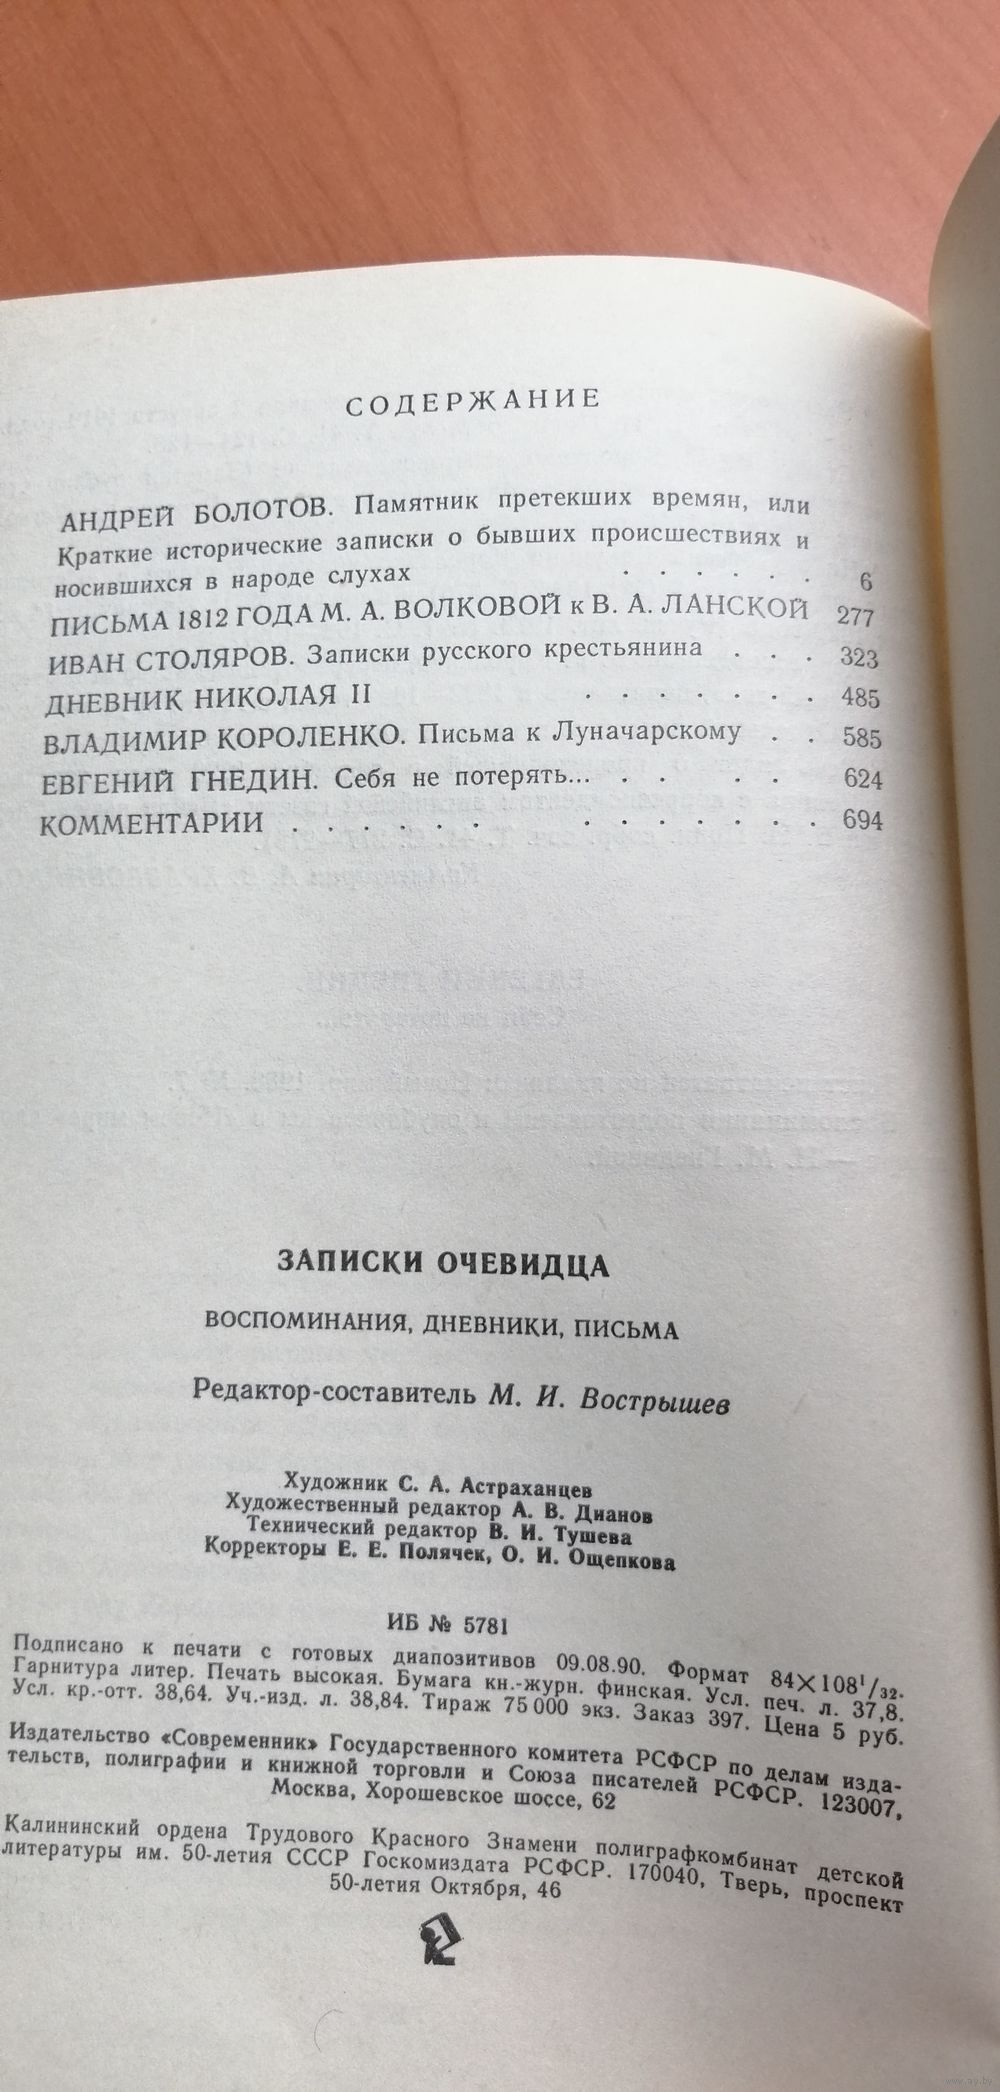 СОДЕРЖАНИЕ
АНДРЕЙ БОЛОТОВ. Памятник претекших времян, или
Краткие исторические записки о бывших происшествиях и
носившихся в народе слухах . . . . . . 6
ПИСЬМА 1812 ГОДА М. А. ВОЛКОВОЙ к В. А. ЛАНСКОЙ 277
ИВАН СТОЛЯРОВ. Записки русского крестьянина . . . 323
ДНЕВНИК НИКОЛАЯ II . . . . . . . 485
ВЛАДИМИР КОРОЛЕНКО. Письма к Луначарскому . . 585
ЕВГЕНИЙ ГНЕДИН. Себя не потерять... . . . . 624
КОММЕНТАРИИ . . . . . . . . . . . . . 694
ЗАПИСКИ ОЧЕВИДЦА
ВОСПОМИНАНИЯ, ДНЕВНИКИ, ПИСЬМА
Редактор-составитель М. И. Вострышев
Художник С. А. Астраханцев
Художественный редактор А. В. Дианов
Технический редактор В. И. Тушева
Корректоры Е. Е. Полячек, О. И. Ощепкова
ИБ № 5781
Подписано к печати с готовых диапозитивов 09.08.90. Формат 84×108¹/₃₂.
Гарнитура литер. Печать высокая. Бумага кн.-журн. финская. Усл. печ. л. 37,8.
Усл. кр.-отт. 38,64. Уч.-изд. л. 38,84. Тираж 75 000 экз. Заказ 397. Цена 5 руб.
Издательство «Современник» Государственного комитета РСФСР по делам изда-
тельств, полиграфии и книжной торговли и Союза писателей РСФСР. 123007,
Москва, Хорошевское шоссе, 62
Калининский ордена Трудового Красного Знамени полиграфкомбинат детской
литературы им. 50-летия СССР Госкомиздата РСФСР. 170040, Тверь, проспект
50-летия Октября, 46
www.ay.by